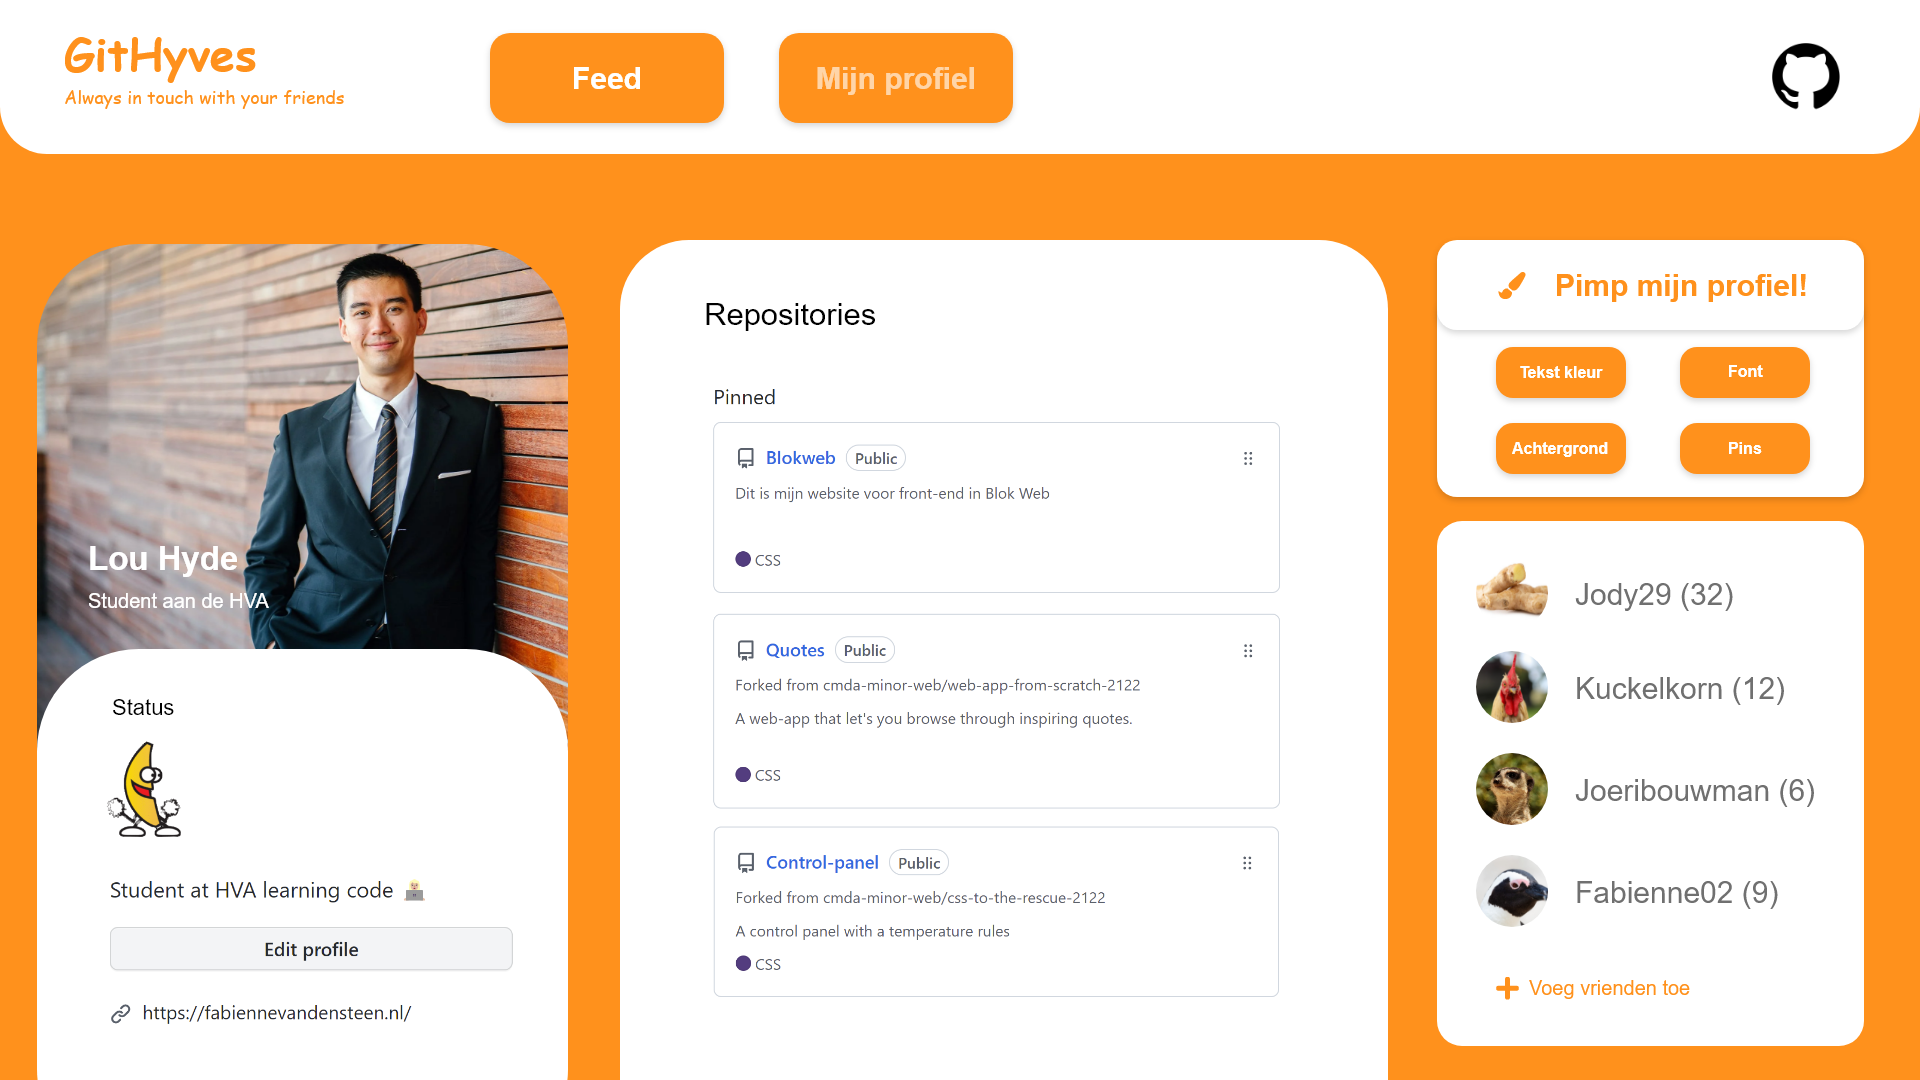 GitHyves
Always in touch with your friends
Feed
Mijn profiel
Lou Hyde
Student aan de HVA
Status
Student at HVA learning code
Edit profile
https://fabiennevandensteen.nl/
Repositories
Pinned
Blokweb Public
Dit is mijn website voor front-end in Blok Web
CSS
Quotes Public
Forked from cmda-minor-web/web-app-from-scratch-2122
A web-app that let's you browse through inspiring quotes.
CSS
Control-panel Public
Forked from cmda-minor-web/css-to-the-rescue-2122
A control panel with a temperature rules
CSS
Pimp mijn profiel!
Tekst kleur
Font
Achtergrond
Pins
Jody29 (32)
Kuckelkorn (12)
Joeribouwman (6)
Fabienne02 (9)
Voeg vrienden toe